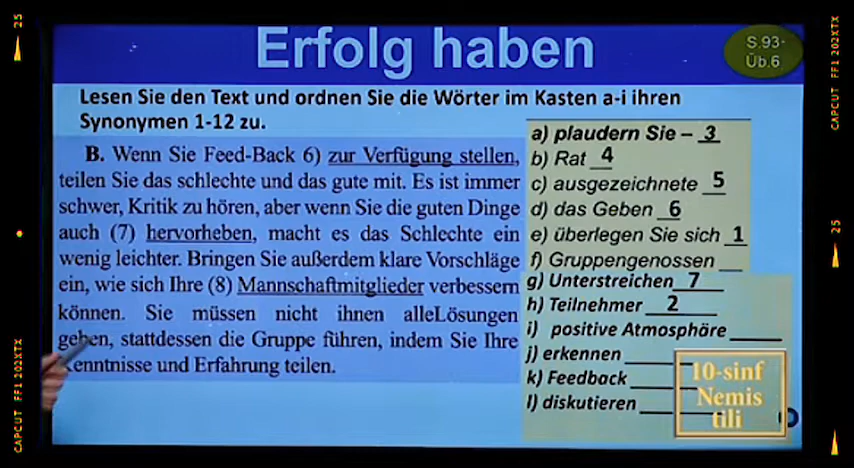 Erfolg haben
S.93-
Üb.6
Lesen Sie den Text und ordnen Sie die Wörter im Kasten a-i ihren
Synonymen 1-12 zu.
B. Wenn Sie Feed-Back 6) zur Verfügung stellen,
teilen Sie das schlechte und das gute mit. Es ist immer
schwer, Kritik zu hören, aber wenn Sie die guten Dinge
auch (7) hervorheben, macht es das Schlechte ein
wenig leichter. Bringen Sie außerdem klare Vorschläge
ein, wie sich Ihre (8) Mannschaftmitglieder verbessern
können. Sie müssen nicht ihnen alleLösungen
geben, stattdessen die Gruppe führen, indem Sie Ihre
Kenntnisse und Erfahrung teilen.
a) plaudern Sie – 3
b) Rat 4
c) ausgezeichnete 5
d) das Geben 6
e) überlegen Sie sich 1
f) Gruppengenossen ___
g) Unterstreichen 7
h) Teilnehmer 2
i) positive Atmosphäre _____
j) erkennen
k) Feedback
l) diskutieren
10-sinf
Nemis
tili
25
CAPCUT FF1 202XTX
CAPCUT FF1 202XTX
25
CAPCUT FF1 202XTX